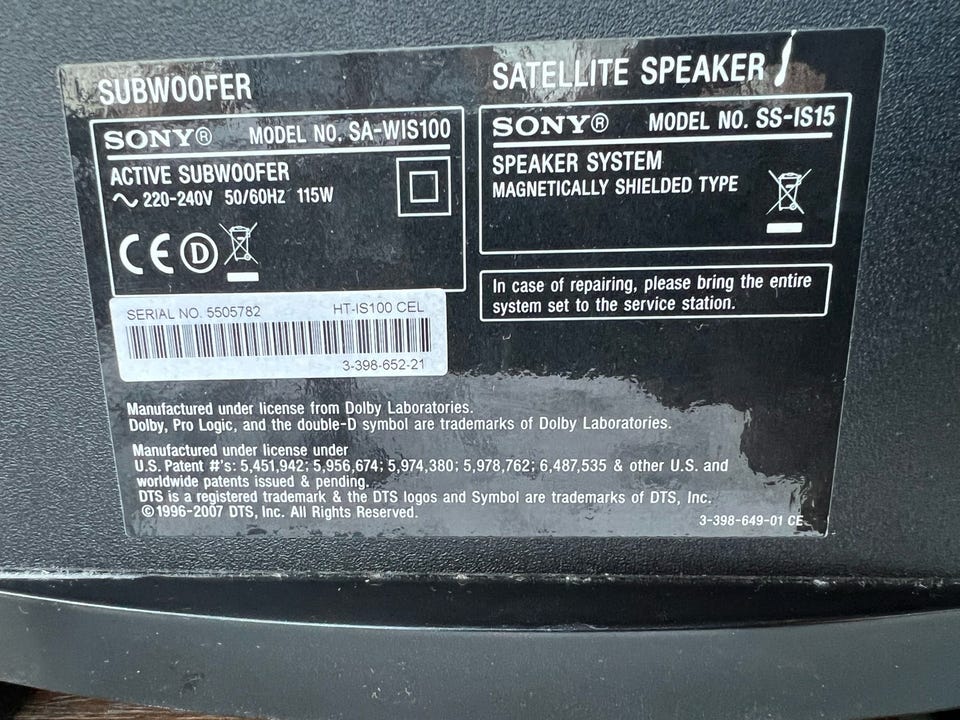 SUBWOOFER
SONY® MODEL NO. SA-WIS100
ACTIVE SUBWOOFER
~ 220-240V 50/60HZ 115W
CE D
SATELLITE SPEAKER
SONY® MODEL NO. SS-IS15
SPEAKER SYSTEM
MAGNETICALLY SHIELDED TYPE
In case of repairing, please bring the entire
system set to the service station.
SERIAL NO. 5505782 HT-IS100 CEL
3-398-652-21
Manufactured under license from Dolby Laboratories.
Dolby, Pro Logic, and the double-D symbol are trademarks of Dolby Laboratories.
Manufactured under license under
U.S. Patent #'s: 5,451,942; 5,956,674; 5,974,380; 5,978,762; 6,487,535 & other U.S. and
worldwide patents issued & pending.
DTS is a registered trademark & the DTS logos and Symbol are trademarks of DTS, Inc.
©1996-2007 DTS, Inc. All Rights Reserved.
3-398-649-01 CE